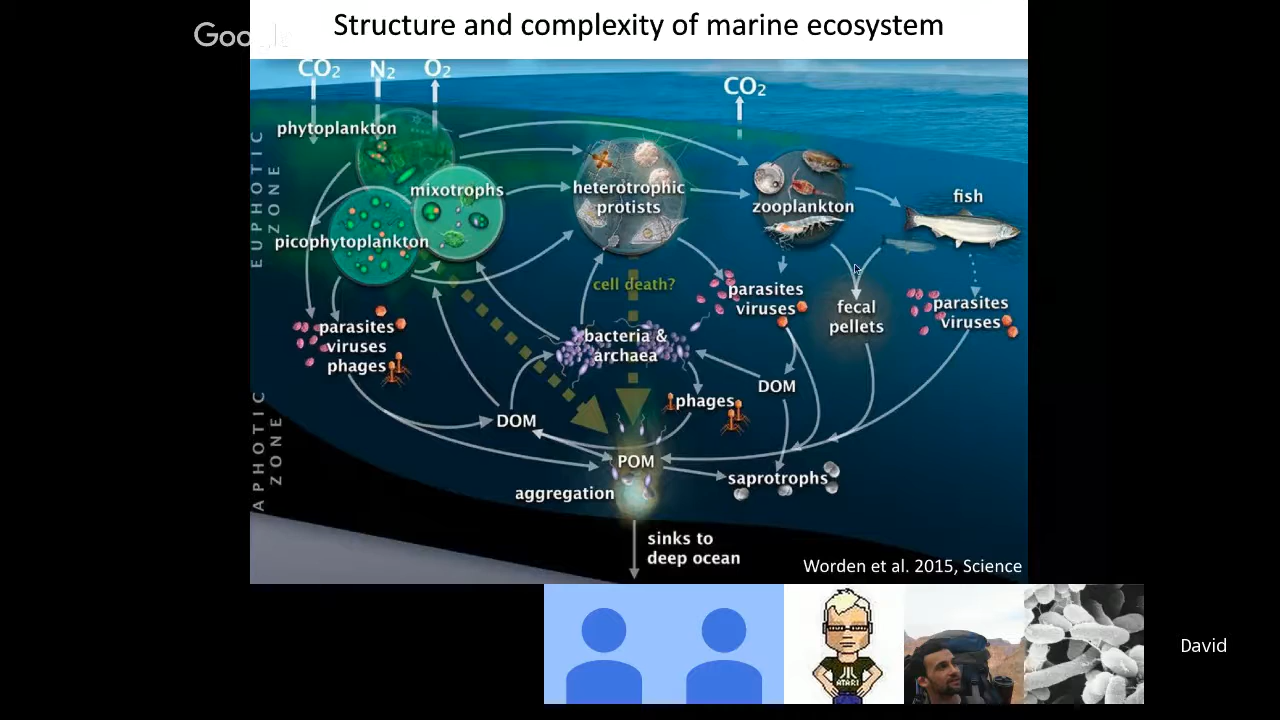 Structure and complexity of marine ecosystem
Google
CO2 N2 O2
CO2
phytoplankton
EUPHOTIC
ZONE
mixotrophs
heterotrophic
protists
zooplankton
fish
picophytoplankton
cell death?
parasites
viruses
fecal
pellets
parasites
viruses
parasites
viruses
phages
bacteria &
archaea
DOM
phages
DOM
APHOTIC
ZONE
POM
saprotrophs
aggregation
sinks to
deep ocean
Worden et al. 2015, Science
ATARI
David